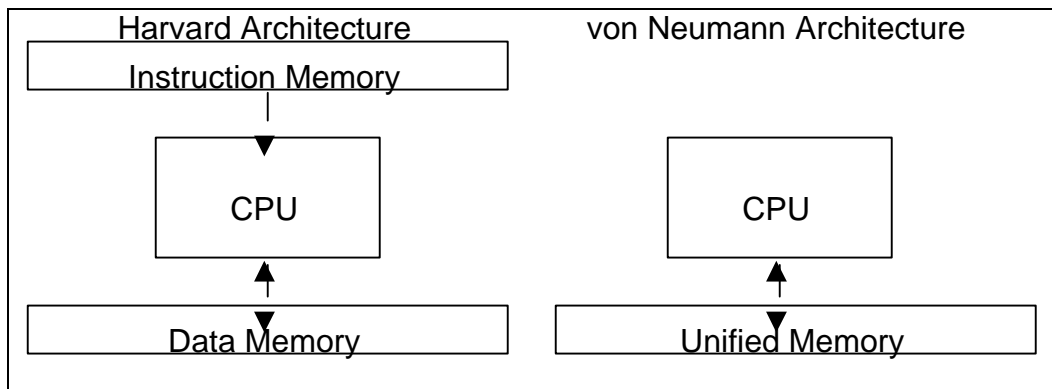 Harvard Architecture
Instruction Memory
CPU
Data Memory
von Neumann Architecture
CPU
Unified Memory